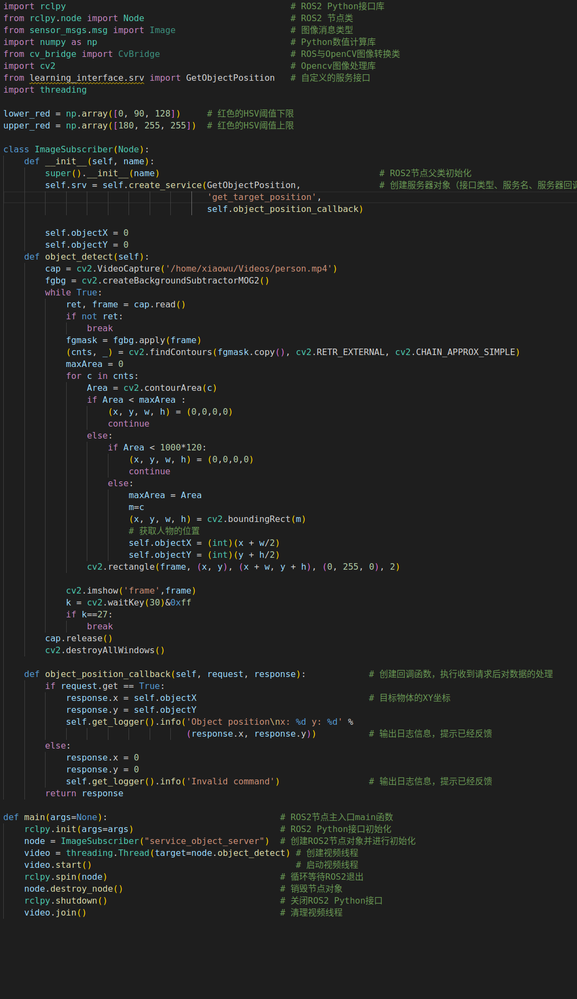 import rclpy # ROS2 Python接口库
from rclpy.node import Node # ROS2 节点类
from sensor_msgs.msg import Image # 图像消息类型
import numpy as np # Python数值计算库
from cv_bridge import CvBridge # ROS与OpenCV图像转换类
import cv2 # Opencv图像处理库
from learning_interface.srv import GetObjectPosition # 自定义的服务接口
import threading
lower_red = np.array([0, 90, 128]) # 红色的HSV阈值下限
upper_red = np.array([180, 255, 255]) # 红色的HSV阈值上限
class ImageSubscriber(Node):
def __init__(self, name):
super().__init__(name) # ROS2节点父类初始化
self.srv = self.create_service(GetObjectPosition, # 创建服务器对象（接口类型、服务名、服务器回调
'get_target_position',
self.object_position_callback)
self.objectX = 0
self.objectY = 0
def object_detect(self):
cap = cv2.VideoCapture('/home/xiaowu/Videos/person.mp4')
fgbg = cv2.createBackgroundSubtractorMOG2()
while True:
ret, frame = cap.read()
if not ret:
break
fgmask = fgbg.apply(frame)
(cnts, _) = cv2.findContours(fgmask.copy(), cv2.RETR_EXTERNAL, cv2.CHAIN_APPROX_SIMPLE)
maxArea = 0
for c in cnts:
Area = cv2.contourArea(c)
if Area < maxArea :
(x, y, w, h) = (0,0,0,0)
continue
else:
if Area < 1000*120:
(x, y, w, h) = (0,0,0,0)
continue
else:
maxArea = Area
m=c
(x, y, w, h) = cv2.boundingRect(m)
# 获取人物的位置
self.objectX = (int)(x + w/2)
self.objectY = (int)(y + h/2)
cv2.rectangle(frame, (x, y), (x + w, y + h), (0, 255, 0), 2)
cv2.imshow('frame',frame)
k = cv2.waitKey(30)&0xff
if k==27:
break
cap.release()
cv2.destroyAllWindows()
def object_position_callback(self, request, response): # 创建回调函数，执行收到请求后对数据的处理
if request.get == True:
response.x = self.objectX # 目标物体的XY坐标
response.y = self.objectY
self.get_logger().info('Object position\nx: %d y: %d' %
(response.x, response.y)) # 输出日志信息，提示已经反馈
else:
response.x = 0
response.y = 0
self.get_logger().info('Invalid command') # 输出日志信息，提示已经反馈
return response
def main(args=None): # ROS2节点主入口main函数
rclpy.init(args=args) # ROS2 Python接口初始化
node = ImageSubscriber("service_object_server") # 创建ROS2节点对象并进行初始化
video = threading.Thread(target=node.object_detect) # 创建视频线程
video.start() # 启动视频线程
rclpy.spin(node) # 循环等待ROS2退出
node.destroy_node() # 销毁节点对象
rclpy.shutdown() # 关闭ROS2 Python接口
video.join() # 清理视频线程